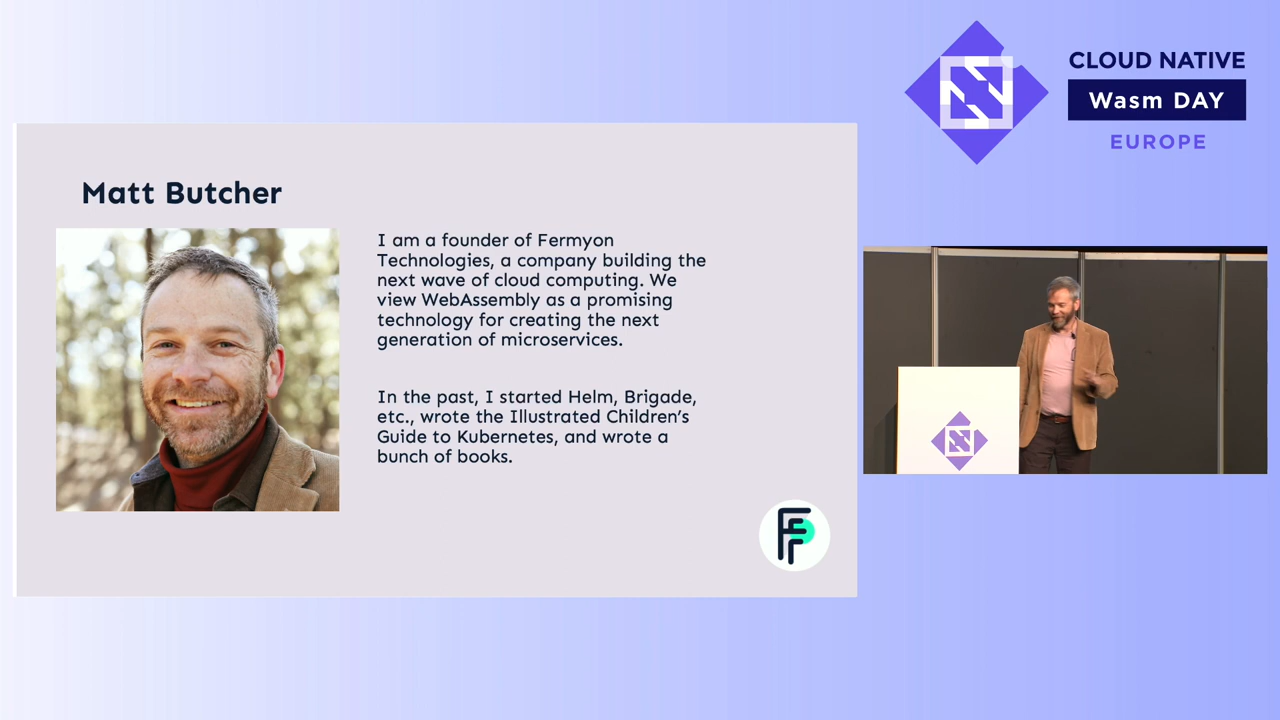 CLOUD NATIVE
Wasm DAY
EUROPE
Matt Butcher
I am a founder of Fermyon
Technologies, a company building the
next wave of cloud computing. We
view WebAssembly as a promising
technology for creating the next
generation of microservices.
In the past, I started Helm, Brigade,
etc., wrote the Illustrated Children’s
Guide to Kubernetes, and wrote a
bunch of books.